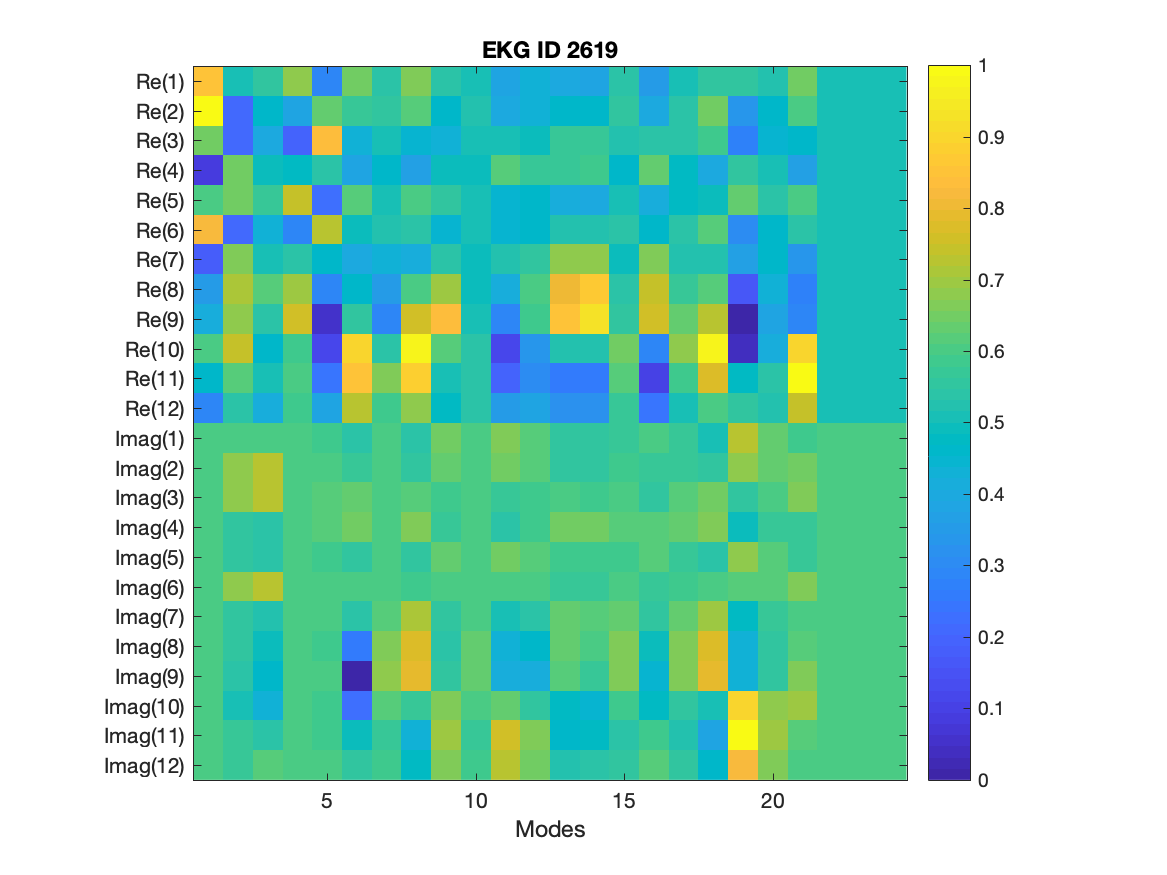 EKG ID 2619
Re(1)
Re(2)
Re(3)
Re(4)
Re(5)
Re(6)
Re(7)
Re(8)
Re(9)
Re(10)
Re(11)
Re(12)
Imag(1)
Imag(2)
Imag(3)
Imag(4)
Imag(5)
Imag(6)
Imag(7)
Imag(8)
Imag(9)
Imag(10)
Imag(11)
Imag(12)
5 10 15 20
Modes
1
0.9
0.8
0.7
0.6
0.5
0.4
0.3
0.2
0.1
0